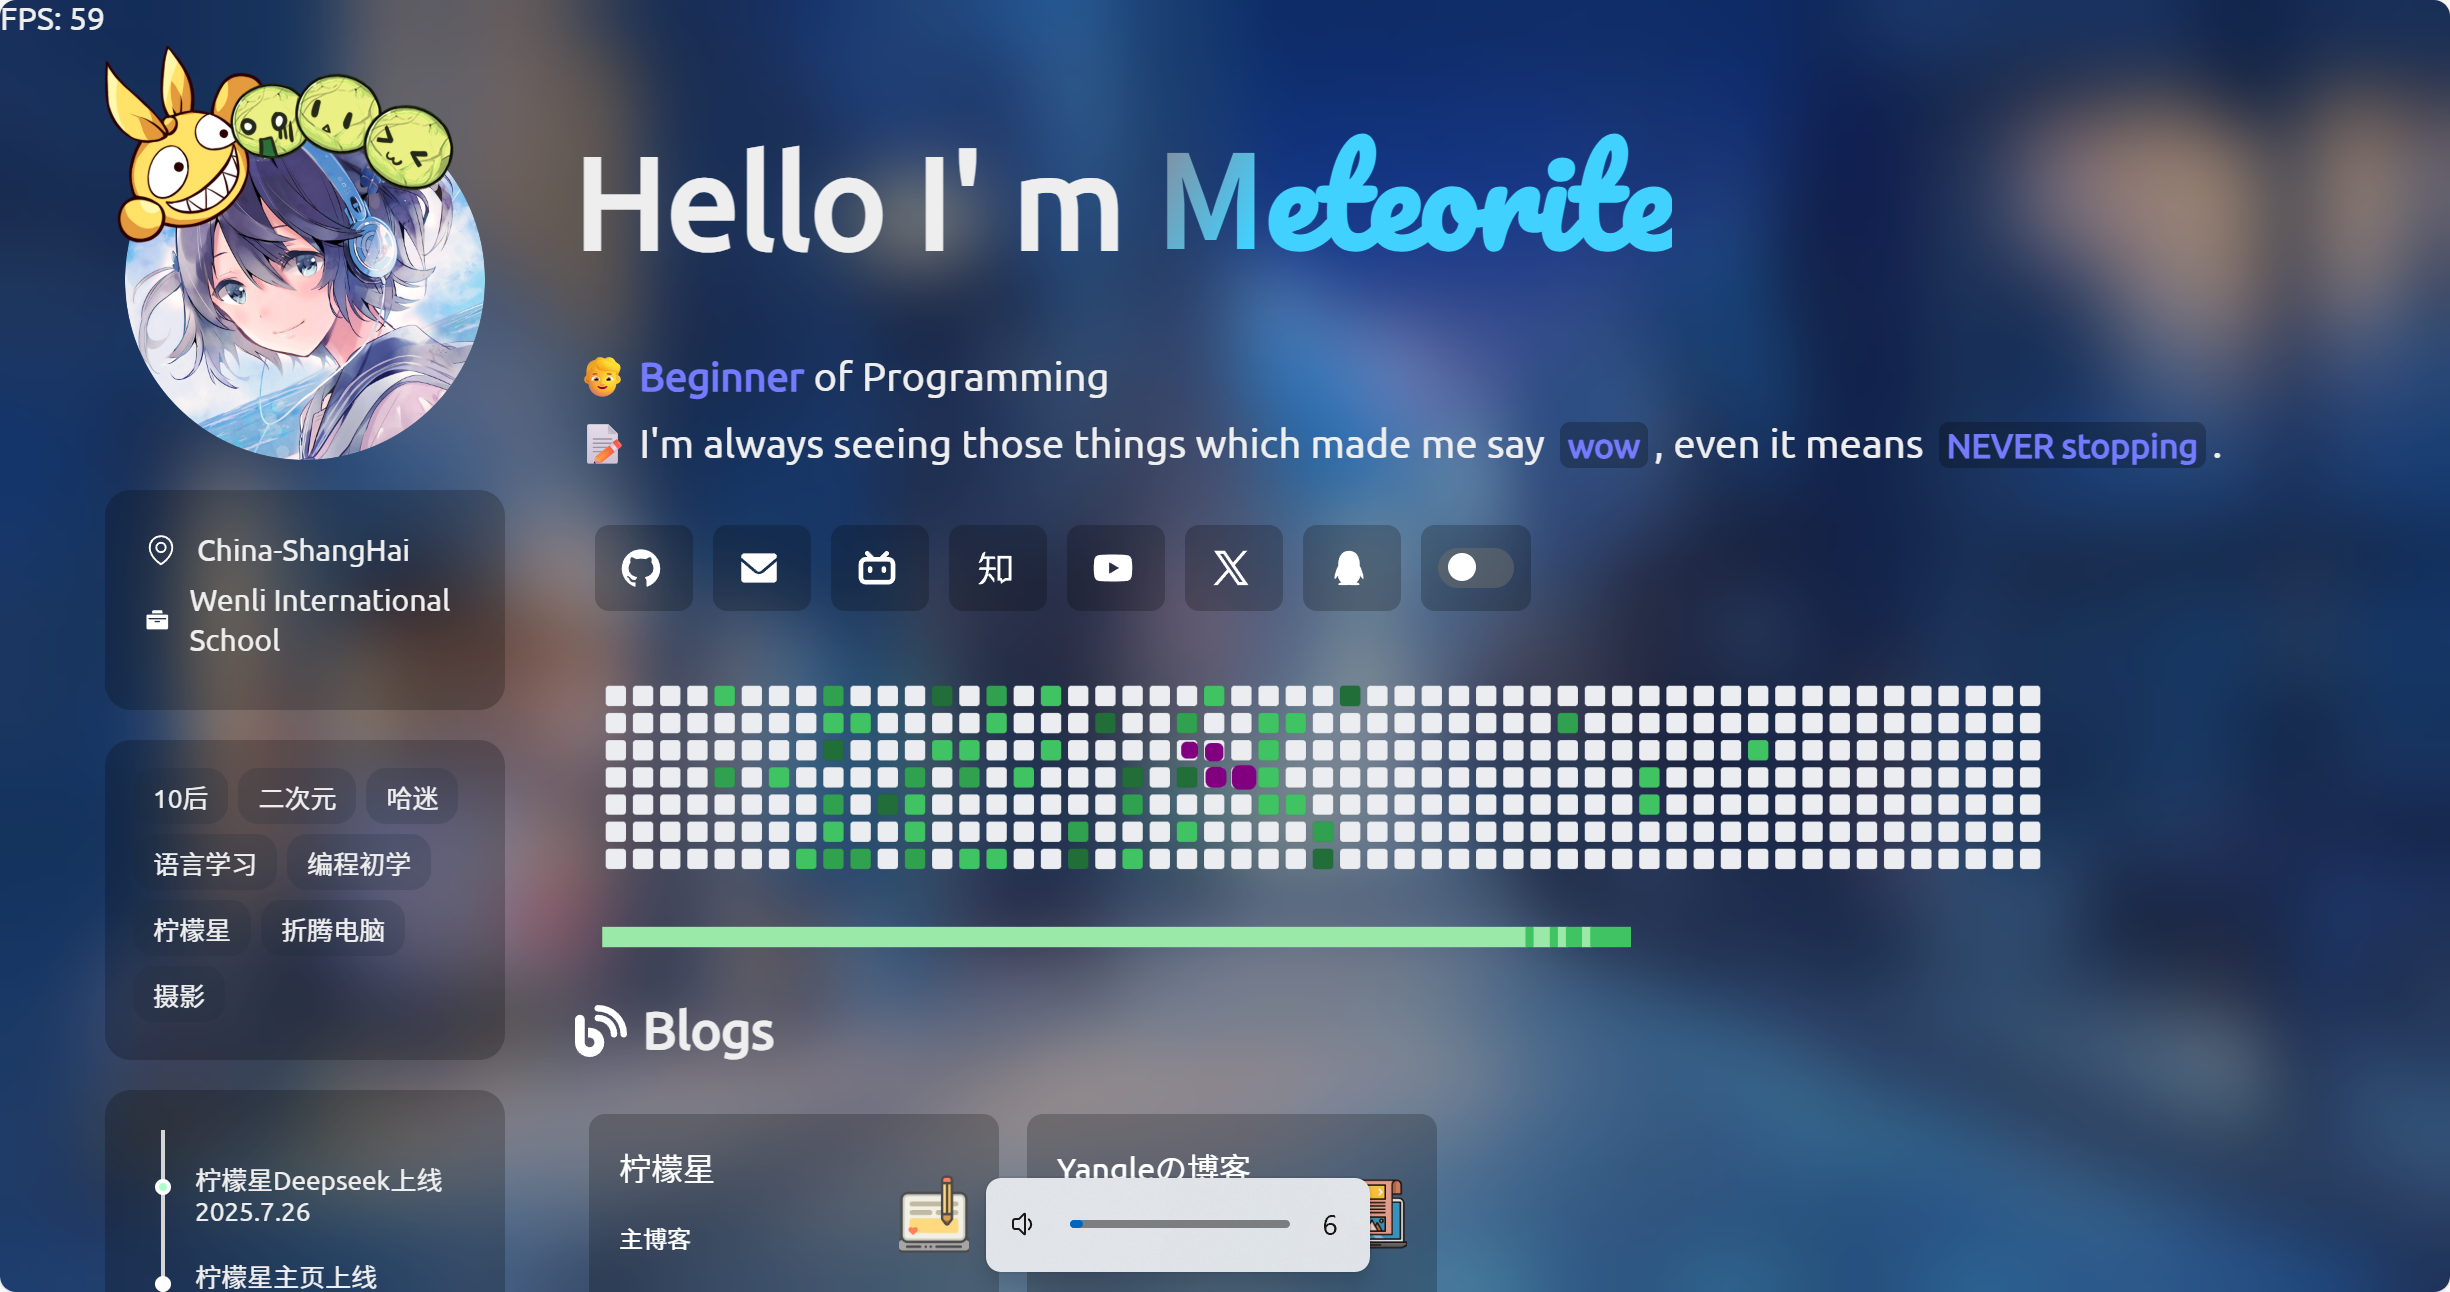 FPS: 59
Hello I' m Meteorite
Beginner of Programming
I'm always seeing those things which made me say wow , even it means NEVER stopping .
知
China-ShangHai
Wenli International
School
10后 二次元 哈迷
语言学习 编程初学
柠檬星 折腾电脑
摄影
柠檬星Deepseek上线
2025.7.26
柠檬星主页上线
Blogs
柠檬星
主博客
Yangleの博客
6